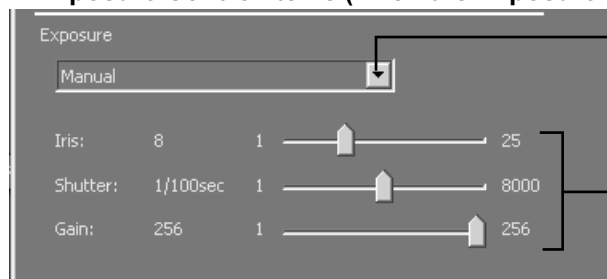 Exposure
Manual
Iris: 8 1 25
Shutter: 1/100sec 1 8000
Gain: 256 1 256